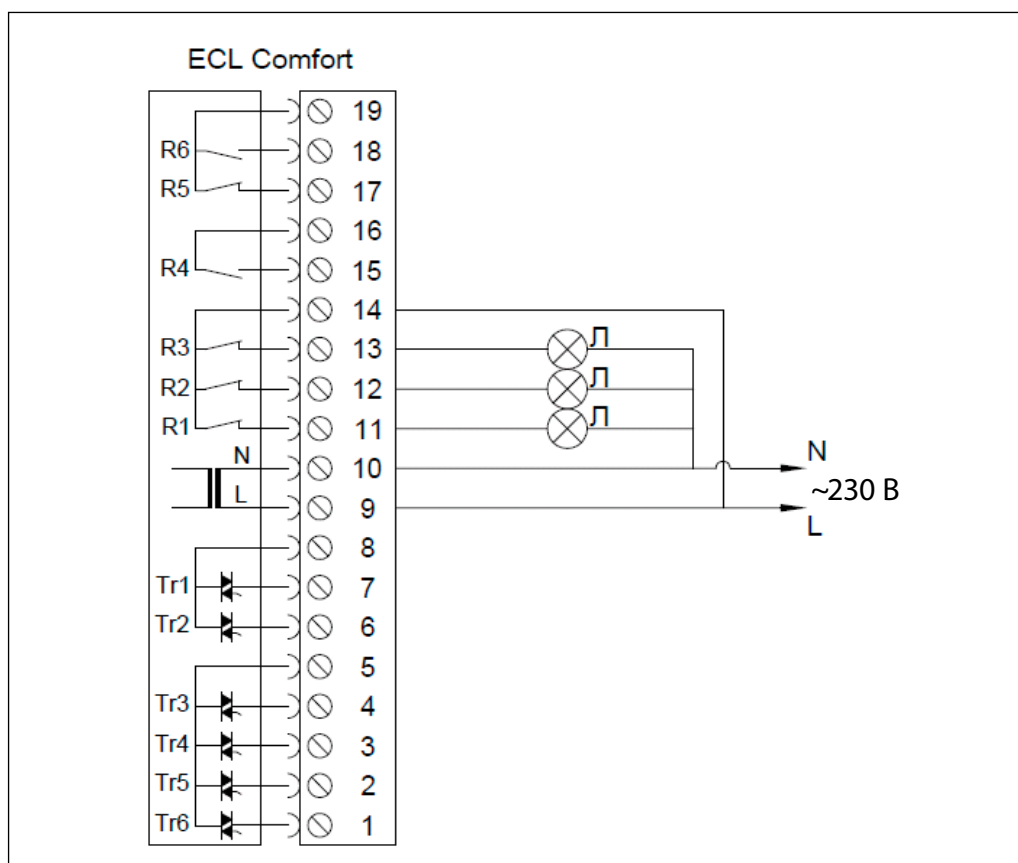 ECL Comfort
19
R6 18
R5 17
16
R4 15
14
R3 13 Л
R2 12 Л
R1 11 Л
N 10 N
~230 В
L 9 L
8
Tr1 7
Tr2 6
5
Tr3 4
Tr4 3
Tr5 2
Tr6 1